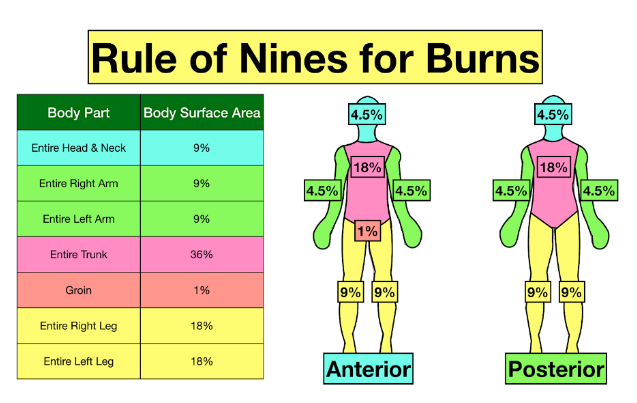 Rule of Nines for Burns
Body Part Body Surface Area
Entire Head & Neck 9%
Entire Right Arm 9%
Entire Left Arm 9%
Entire Trunk 36%
Groin 1%
Entire Right Leg 18%
Entire Left Leg 18%
4.5%
18%
4.5% 4.5%
1%
9% 9%
Anterior
4.5%
18%
4.5% 4.5%
9% 9%
Posterior